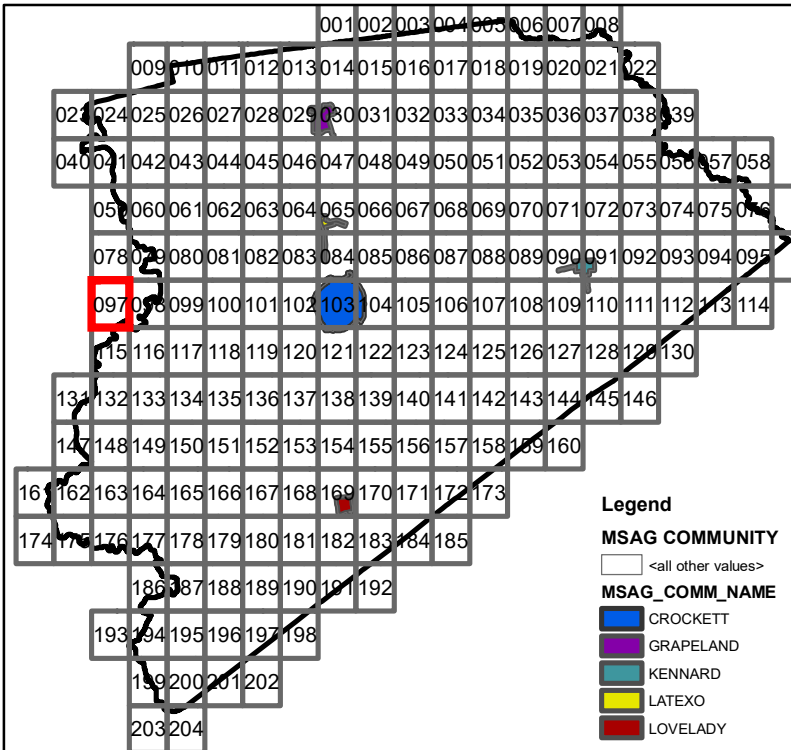 001 002 003 004 005 006 007 008
009 010 011 012 013 014 015 016 017 018 019 020 021 022
023 024 025 026 027 028 029 030 031 032 033 034 035 036 037 038 039
040 041 042 043 044 045 046 047 048 049 050 051 052 053 054 055 056 057 058
059 060 061 062 063 064 065 066 067 068 069 070 071 072 073 074 075 076
078 079 080 081 082 083 084 085 086 087 088 089 090 091 092 093 094 095
097 098 099 100 101 102 103 104 105 106 107 108 109 110 111 112 113 114
115 116 117 118 119 120 121 122 123 124 125 126 127 128 129 130
131 132 133 134 135 136 137 138 139 140 141 142 143 144 145 146
147 148 149 150 151 152 153 154 155 156 157 158 159 160
161 162 163 164 165 166 167 168 169 170 171 172 173
174 175 176 177 178 179 180 181 182 183 184 185
186 187 188 189 190 191 192
193 194 195 196 197 198
199 200 201 202
203 204
Legend
MSAG COMMUNITY
<all other values>
MSAG_COMM_NAME
CROCKETT
GRAPELAND
KENNARD
LATEXO
LOVELADY